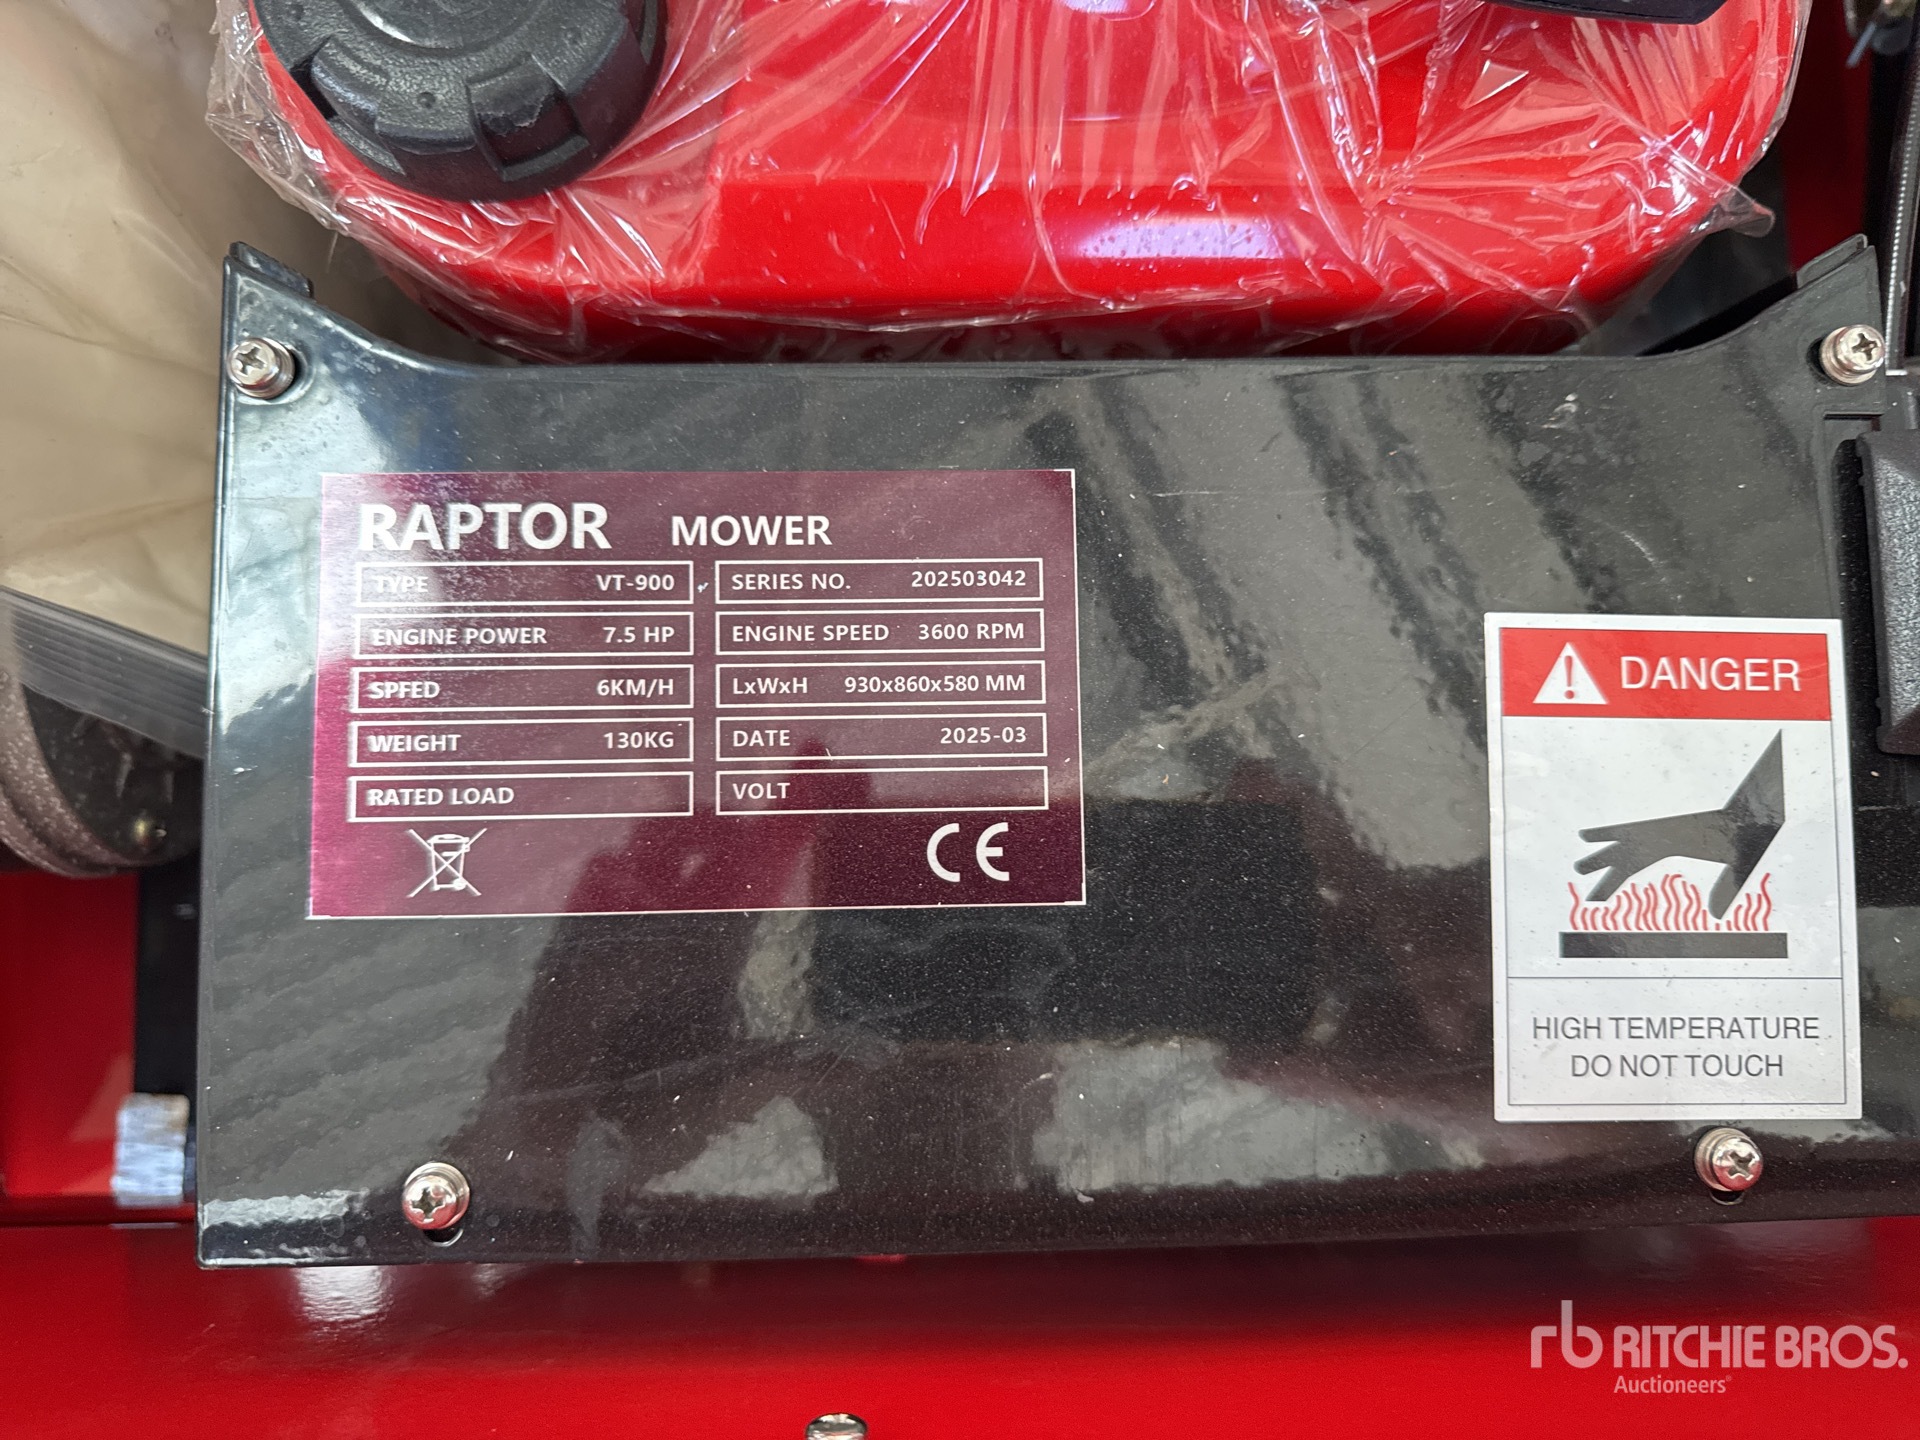 RAPTOR MOWER
TYPE VT-900
SERIES NO. 202503042
ENGINE POWER 7.5 HP
ENGINE SPEED 3600 RPM
SPEED 6KM/H
LxWxH 930x860x580 MM
WEIGHT 130KG
DATE 2025-03
RATED LOAD
VOLT
CE
DANGER
HIGH TEMPERATURE
DO NOT TOUCH
rb RITCHIE BROS.
Auctioneers